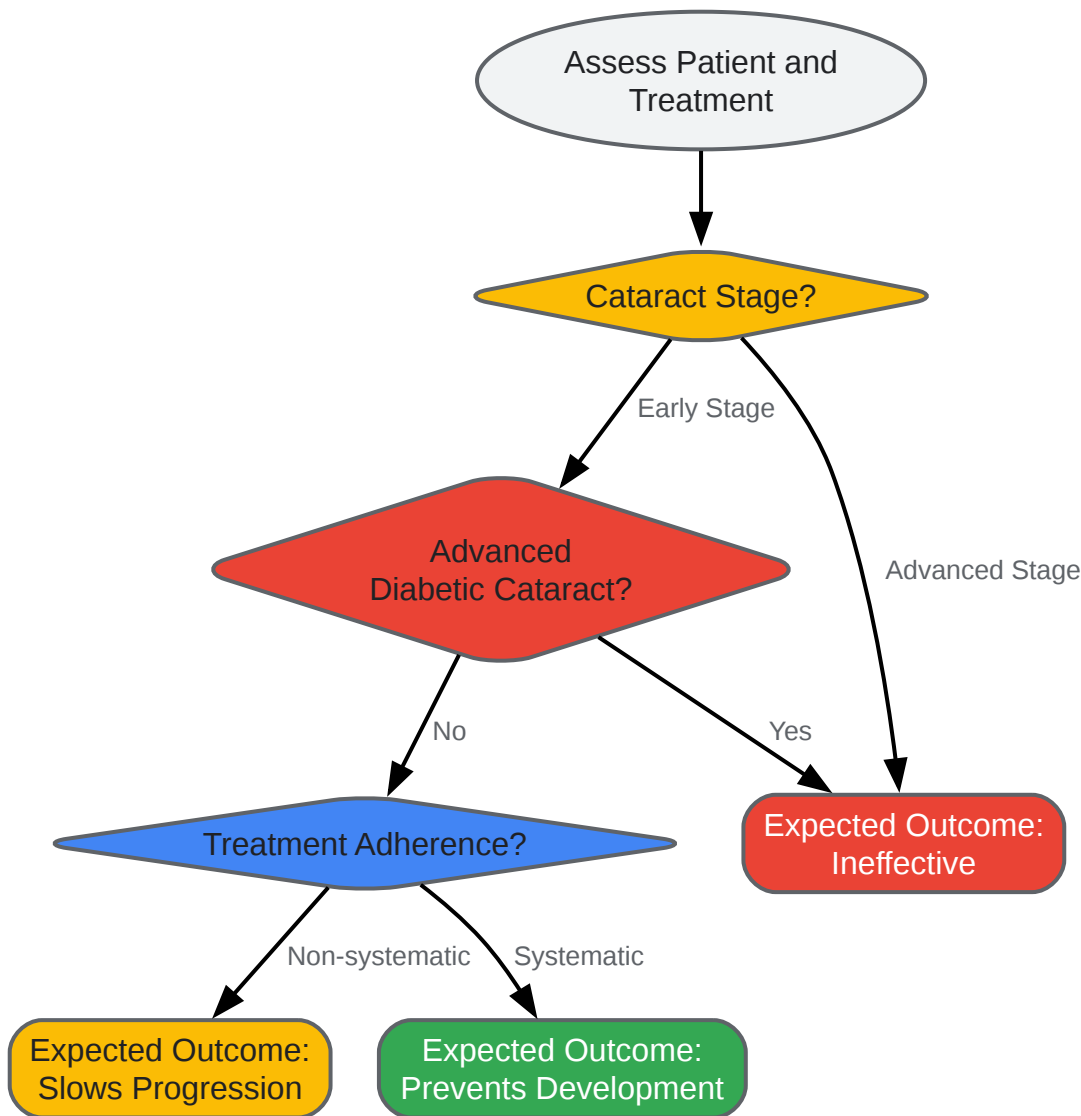 Assess Patient and
Treatment
Cataract Stage?
Early Stage
Advanced
Diabetic Cataract?
Advanced Stage
No
Yes
Treatment Adherence?
Expected Outcome:
Ineffective
Non-systematic
Systematic
Expected Outcome:
Slows Progression
Expected Outcome:
Prevents Development